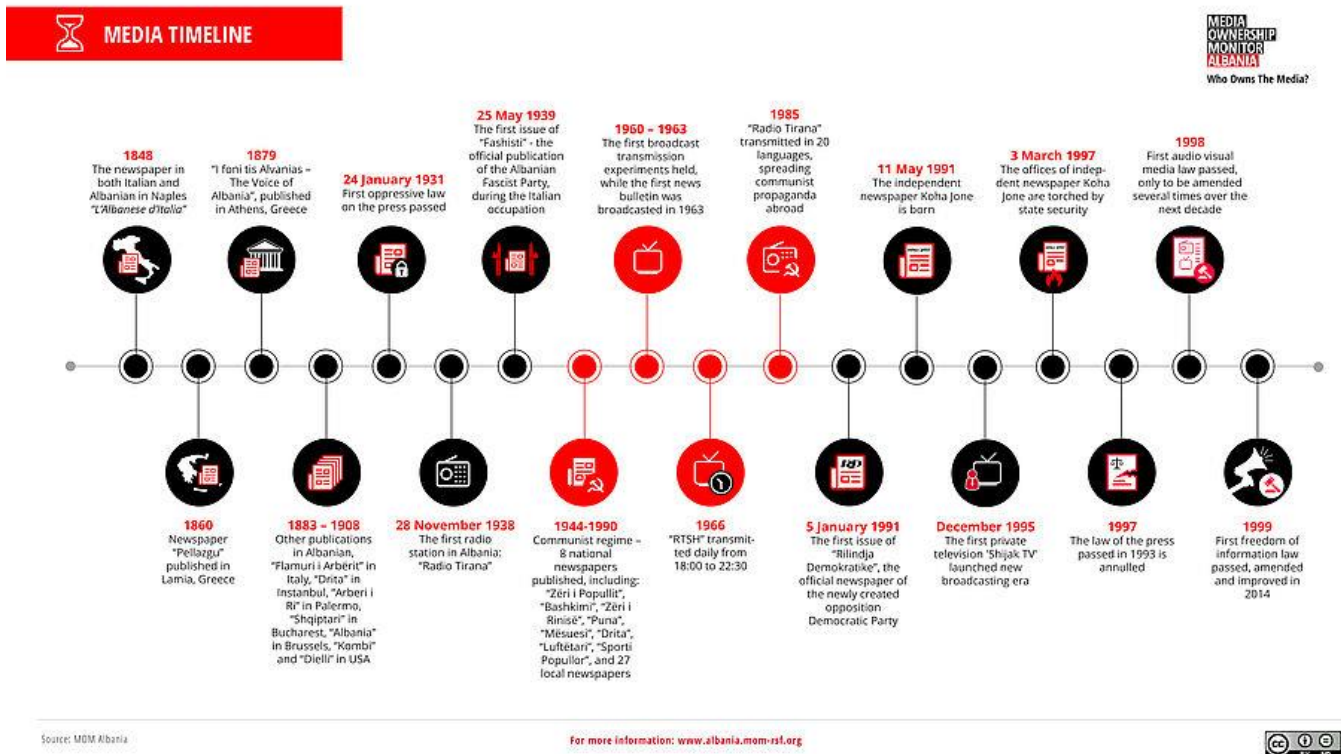 MEDIA TIMELINE
MEDIA
OWNERSHIP
MONITOR
ALBANIA
Who Owns The Media?
1848
The newspaper in
both Italian and
Albanian in Naples
"L'Albanese d'Italia"
1879
"I foni tis Alvanias –
The Voice of
Albania", published
in Athens, Greece
24 January 1931
First oppressive law
on the press passed
25 May 1939
The first issue of
"Fashisti" - the
official publication
of the Albanian
Fascist Party,
during the Italian
occupation
1960 – 1963
The first broadcast
transmission
experiments held,
while the first news
bulletin was
broadcasted in 1963
1985
"Radio Tirana"
transmitted in 20
languages,
spreading
communist
propaganda
abroad
11 May 1991
The independent
newspaper Koha Jone
is born
3 March 1997
The offices of indepen-
dent newspaper Koha
Jone are torched by
state security
1998
First audio visual
media law passed,
only to be amended
several times over the
next decade
1860
Newspaper
"Pellazgu"
published in
Lamia, Greece
1883 – 1908
Other publications
in Albanian,
"Flamuri i Arbërit" in
Italy, "Drita" in
Instanbul, "Arberi i
Ri" in Palermo,
"Shqiptari" in
Bucharest, "Albania"
in Brussels, "Kombi"
and "Dielli" in USA
28 November 1938
The first radio
station in Albania:
"Radio Tirana"
1944-1990
Communist regime –
8 national
newspapers
published, including:
"Zëri i Popullit",
"Bashkimi", "Zëri i
Rinisë", "Puna",
"Mësuesi", "Drita",
"Luftëtari", "Sporti
Popullor", and 27
local newspapers
1966
"RTSH" transmit-
ted daily from
18:00 to 22:30
5 January 1991
The first issue of
"Rilindja
Demokratike", the
official newspaper of
the newly created
opposition
Democratic Party
December 1995
The first private
television 'Shijak TV'
launched new
broadcasting era
1997
The law of the press
passed in 1993 is
annulled
1999
First freedom of
information law
passed, amended
and improved in
2014
Source: MOM Albania
For more information: www.albania.mom-rsf.org
cc